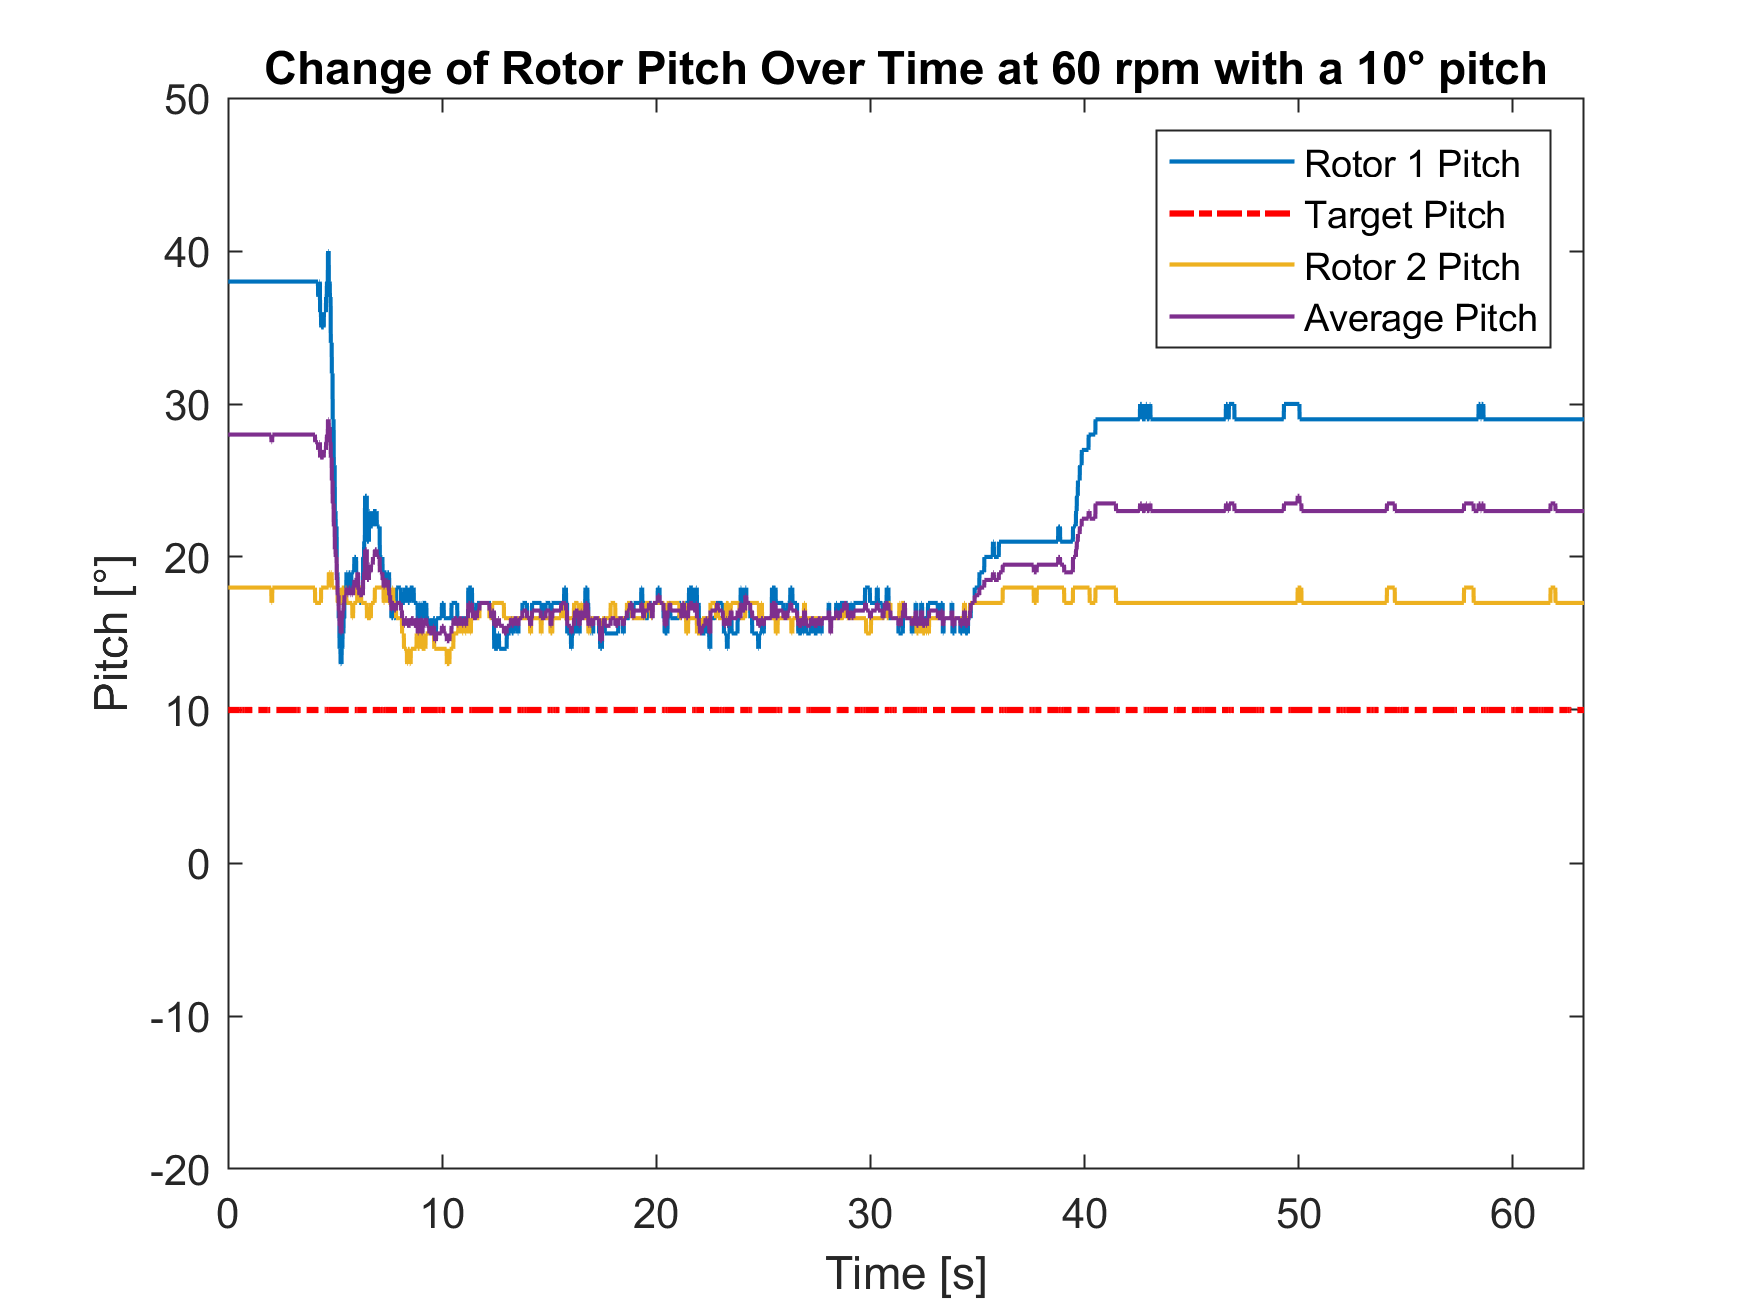 Change of Rotor Pitch Over Time at 60 rpm with a 10° pitch
50
40
30
20
10
0
-10
-20
Pitch [°]
Rotor 1 Pitch
Target Pitch
Rotor 2 Pitch
Average Pitch
0 10 20 30 40 50 60
Time [s]